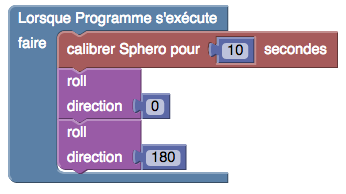 Lorsque Programme s'exécute
faire calibrer Sphero pour 10 secondes
roll
direction 0
roll
direction 180